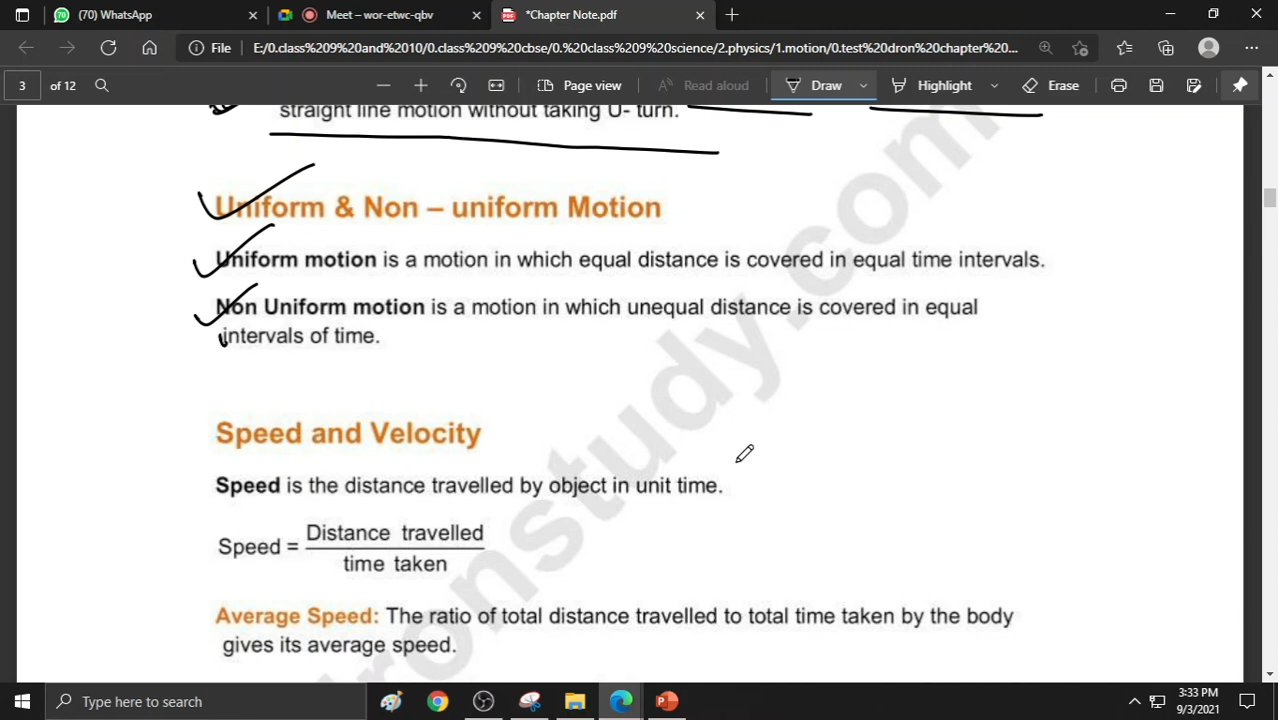 (70) WhatsApp
Meet – wor-etwc-qbv
*Chapter Note.pdf
File
E:/0.class%209%20and%2010/0.class%209%20cbse/0.%20class%209%20science/2.physics/1.motion/0.test%20dron%20chapter%20...
3 of 12
Page view
Read aloud
Draw
Highlight
Erase
straight line motion without taking U- turn.
Uniform & Non – uniform Motion
Uniform motion is a motion in which equal distance is covered in equal time intervals.
Non Uniform motion is a motion in which unequal distance is covered in equal
intervals of time.
Speed and Velocity
Speed is the distance travelled by object in unit time.
Speed = Distance travelled
time taken
Average Speed: The ratio of total distance travelled to total time taken by the body
gives its average speed.
ronstudy.com
Type here to search
3:33 PM
9/3/2021